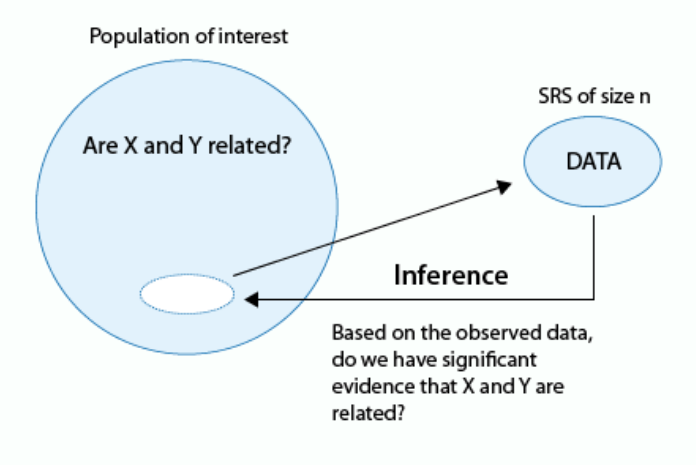 Population of interest
SRS of size n
Are X and Y related?
DATA
Inference
Based on the observed data,
do we have significant
evidence that X and Y are
related?